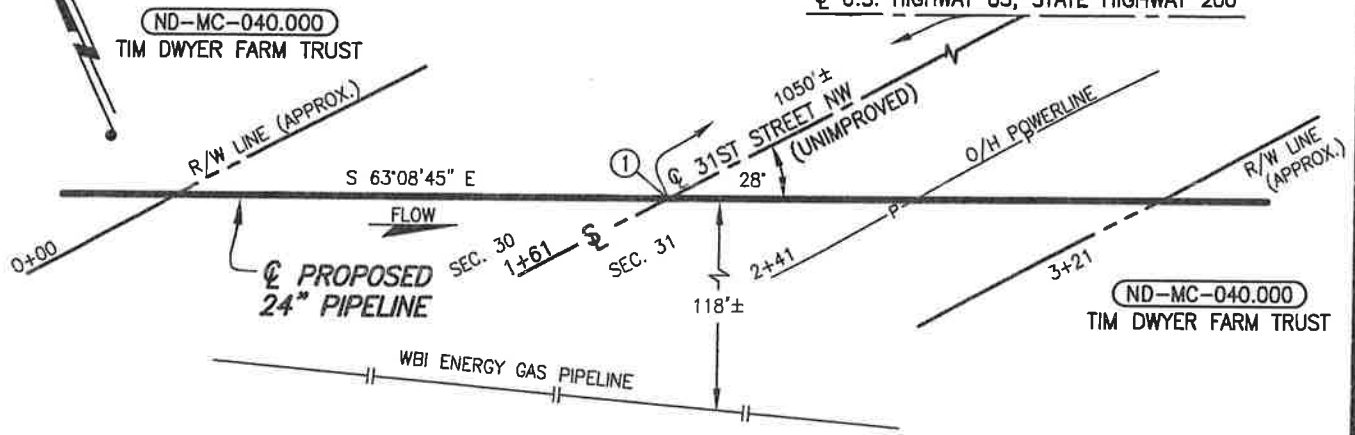 ℄ U.S. HIGHWAY 85, STATE HIGHWAY 200
ND-MC-040.000
TIM DWYER FARM TRUST
R/W LINE (APPROX.)
1050'±
℄ 31ST STREET NW
(UNIMPROVED)
O/H POWERLINE
P
R/W LINE
(APPROX.)
1
S 63°08'45" E
28°
FLOW
P
0+00
SEC. 30
1+61
SEC. 31
2+41
3+21
℄ PROPOSED
24" PIPELINE
118'±
ND-MC-040.000
TIM DWYER FARM TRUST
WBI ENERGY GAS PIPELINE